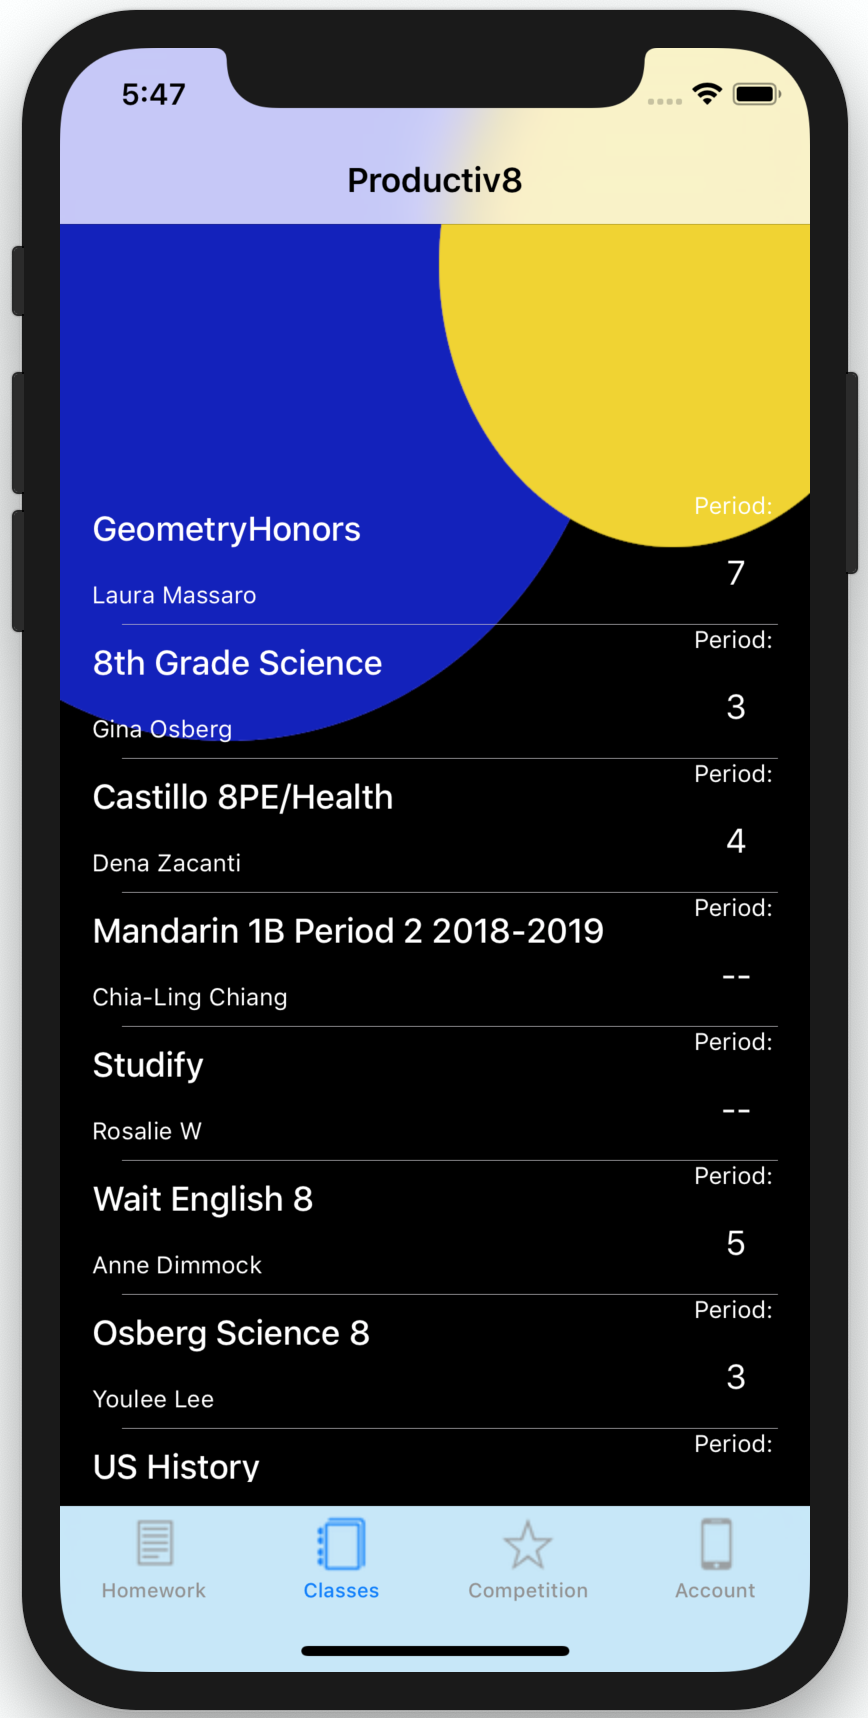 5:47
Productiv8
Period:
GeometryHonors
7
Laura Massaro
Period:
8th Grade Science
3
Gina Osberg
Period:
Castillo 8PE/Health
4
Dena Zacanti
Period:
Mandarin 1B Period 2 2018-2019
--
Chia-Ling Chiang
Period:
Studify
--
Rosalie W
Period:
Wait English 8
5
Anne Dimmock
Period:
Osberg Science 8
3
Youlee Lee
Period:
US History
Homework Classes Competition Account